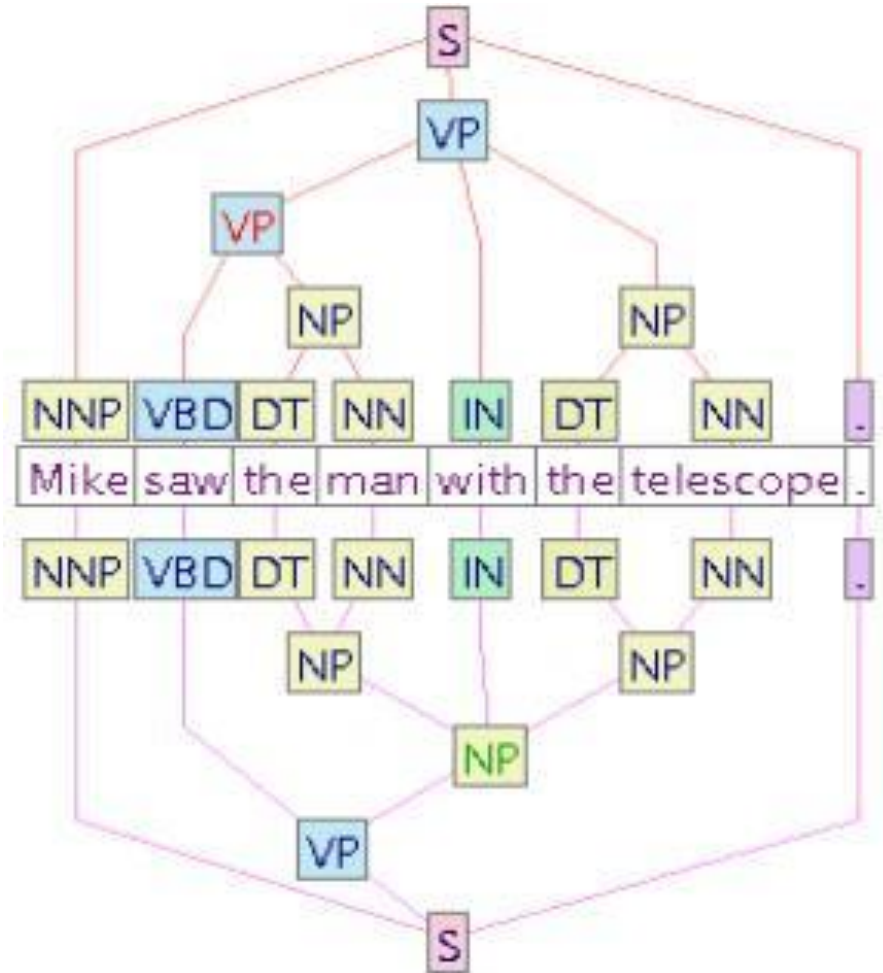 S
VP
VP
NP NP
NNP VBD DT NN IN DT NN .
Mike saw the man with the telescope .
NNP VBD DT NN IN DT NN .
NP NP
NP
VP
S